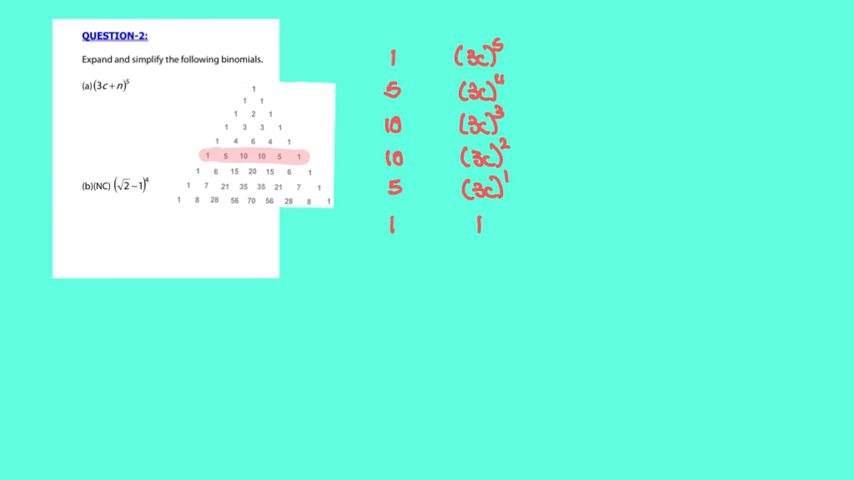 QUESTION-2:
Expand and simplify the following binomials.
(a) (3c+n)⁵
1
1 1
1 2 1
1 3 3 1
1 4 6 4 1
1 5 10 10 5 1
1 6 15 20 15 6 1
(b)(NC) (√2−1)⁴
1 7 21 35 35 21 7 1
1 8 28 56 70 56 28 8 1
1 (3c)⁵
5 (3c)⁴
10 (3c)³
10 (3c)²
5 (3c)¹
1 1